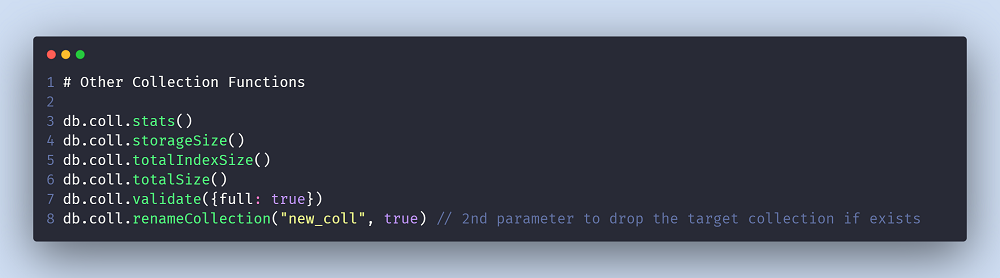 1 # Other Collection Functions
2
3 db.coll.stats()
4 db.coll.storageSize()
5 db.coll.totalIndexSize()
6 db.coll.totalSize()
7 db.coll.validate({full: true})
8 db.coll.renameCollection("new_coll", true) // 2nd parameter to drop the target collection if exists